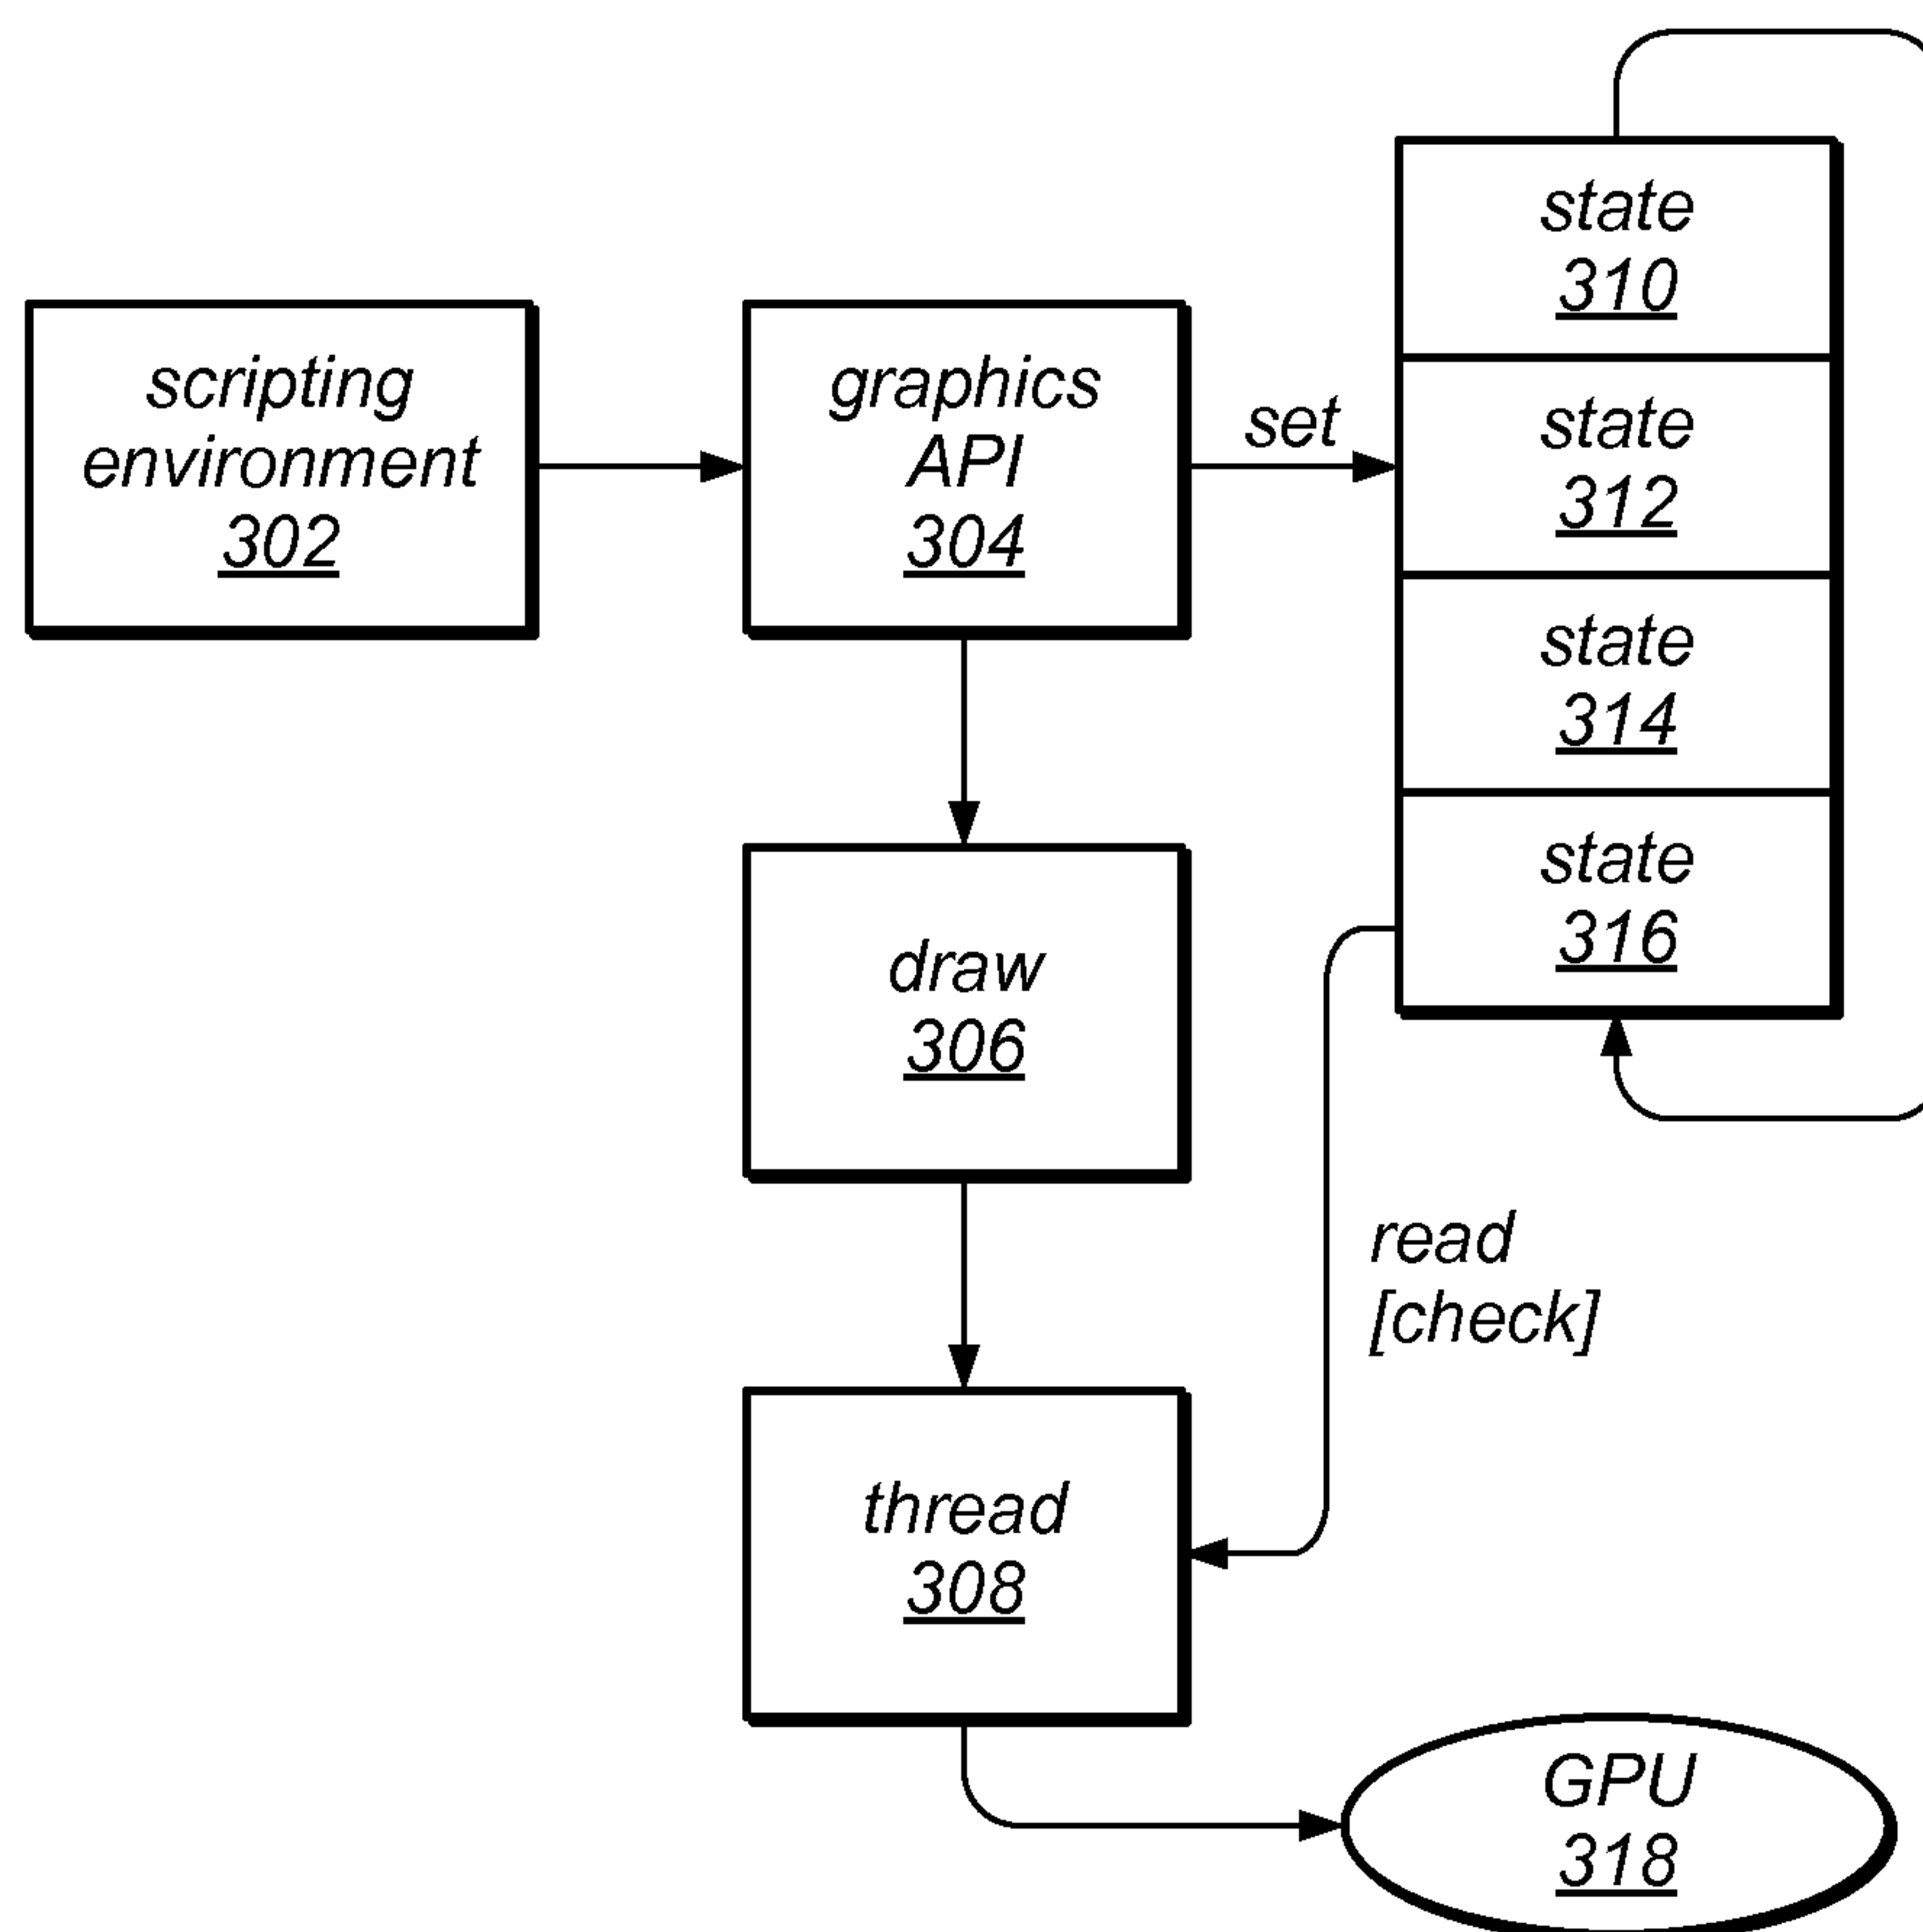 scripting
environment
302
graphics
API
304
set
state
310
state
312
state
314
state
316
draw
306
read
[check]
thread
308
GPU
318